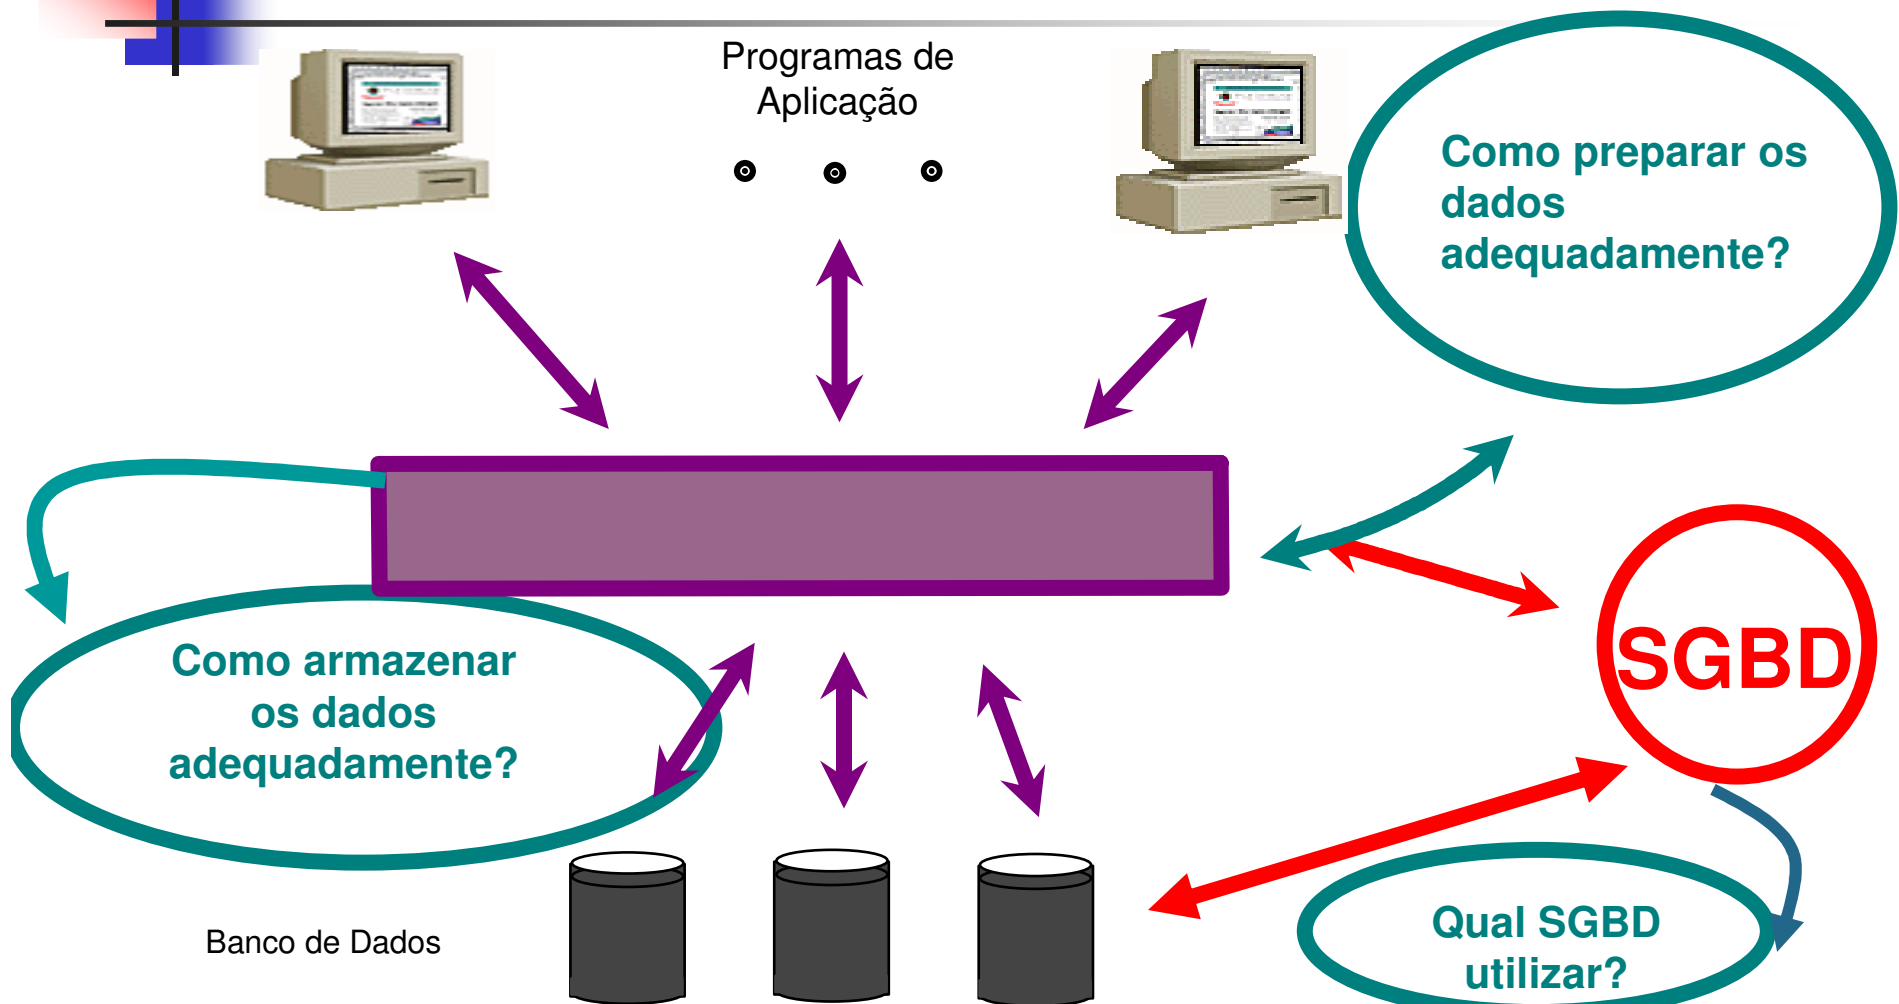 Programas de
Aplicação
Como preparar os
dados
adequadamente?
SGBD
Como armazenar
os dados
adequadamente?
Banco de Dados
Qual SGBD
utilizar?